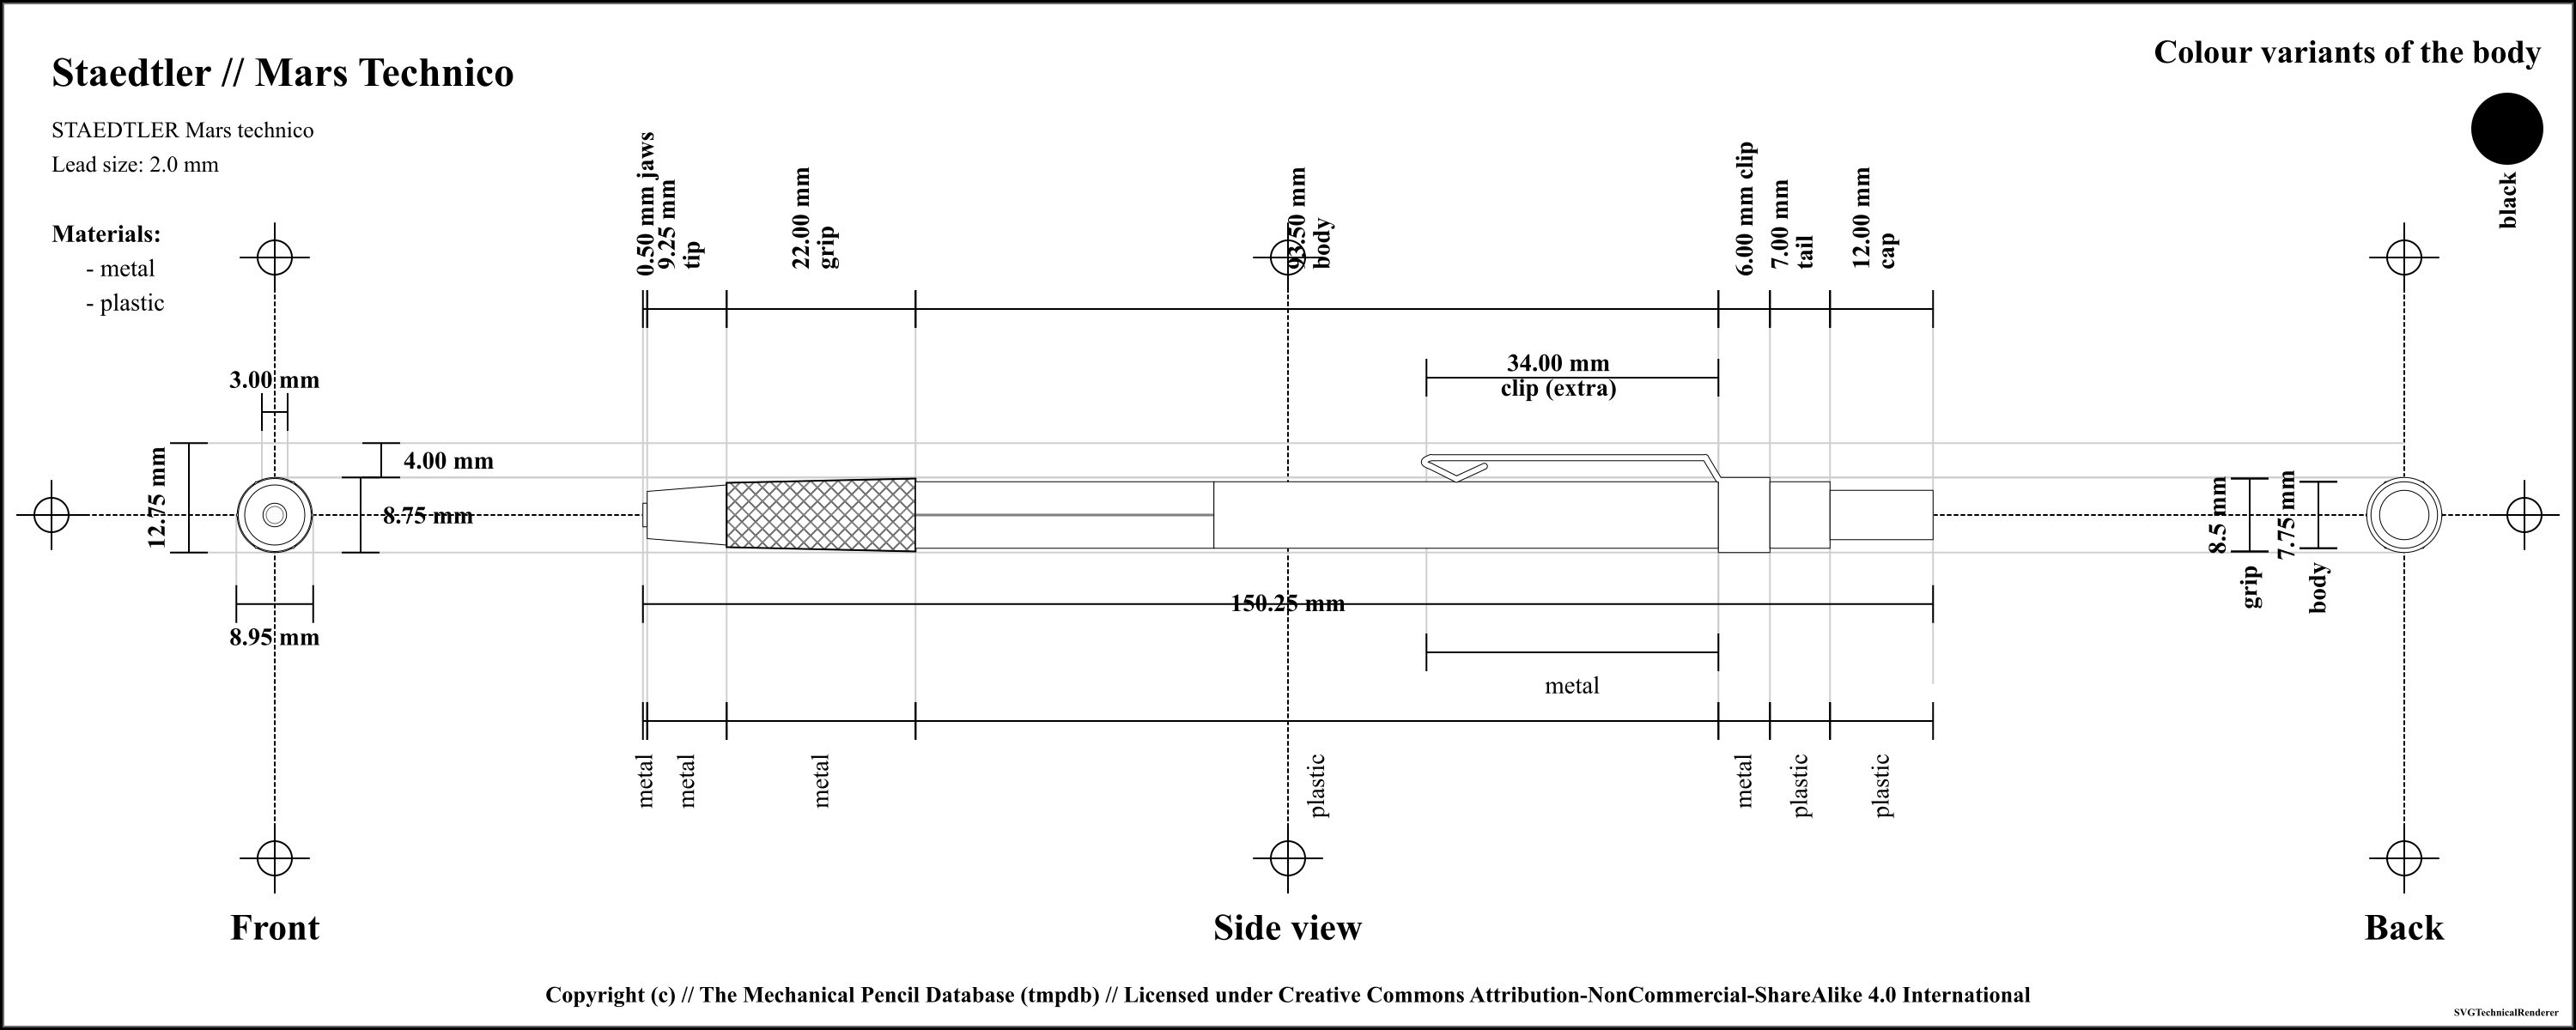 Staedtler // Mars Technico
Colour variants of the body
STAEDTLER Mars technico
Lead size: 2.0 mm
black
Materials:
- metal
- plastic
0.50 mm jaws
9.25 mm
tip
22.00 mm
grip
93.50 mm
body
6.00 mm clip
7.00 mm
tail
12.00 mm
cap
34.00 mm
clip (extra)
3.00 mm
4.00 mm
12.75 mm
8.75 mm
8.95 mm
8.5 mm
grip
7.75 mm
body
150.25 mm
metal
metal
metal
metal
plastic
metal
plastic
plastic
Front
Side view
Back
Copyright (c) // The Mechanical Pencil Database (tmpdb) // Licensed under Creative Commons Attribution-NonCommercial-ShareAlike 4.0 International
SVGTechnicalRenderer